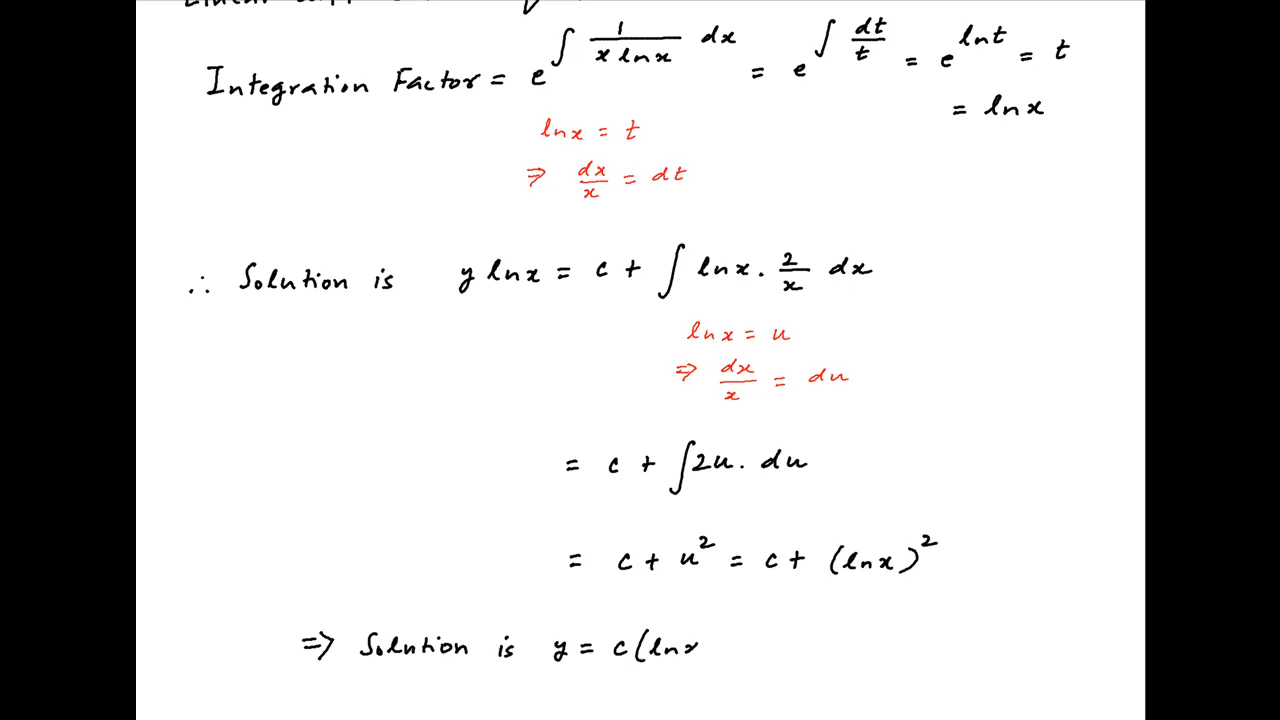 Linear
Integration Factor = e^{∫ 1/(x ln x) dx} = e^{∫ dt/t} = e^{ln t} = t
= ln x
ln x = t
⇒ dx/x = dt
∴ Solution is y ln x = c + ∫ ln x . 2/x dx
ln x = u
⇒ dx/x = du
= c + ∫ 2u . du
= c + u² = c + (ln x)²
⇒ Solution is y = c(ln x